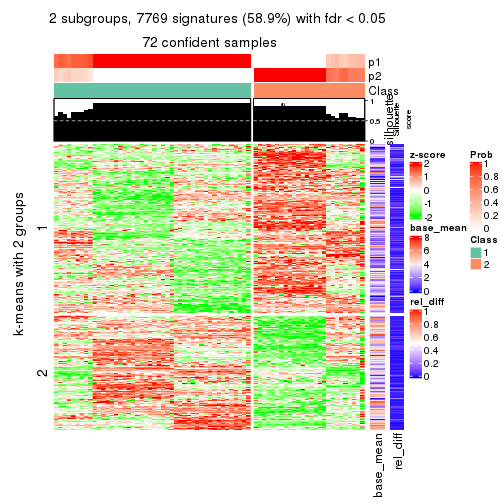 2 subgroups, 7769 signatures (58.9%) with fdr < 0.05
72 confident samples
p1
p2
Class
1
0.5
0
silhouette
Silhouette
score
k-means with 2 groups
1
2
z-score
2
1
0
-1
-2
base_mean
8
6
4
2
0
rel_diff
1
0.8
0.6
0.4
0.2
0
Prob
1
0.8
0.6
0.4
0.2
0
Class
1
2
base_mean
rel_diff